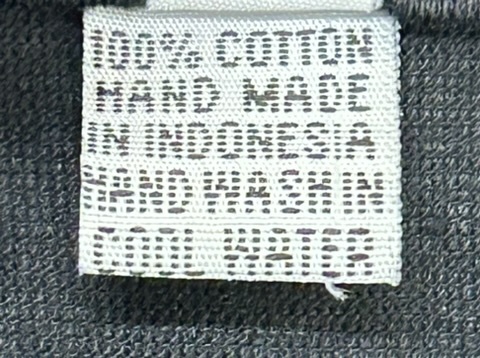 100% COTTON
HAND MADE
IN INDONESIA
HAND WASH IN
COOL WATER